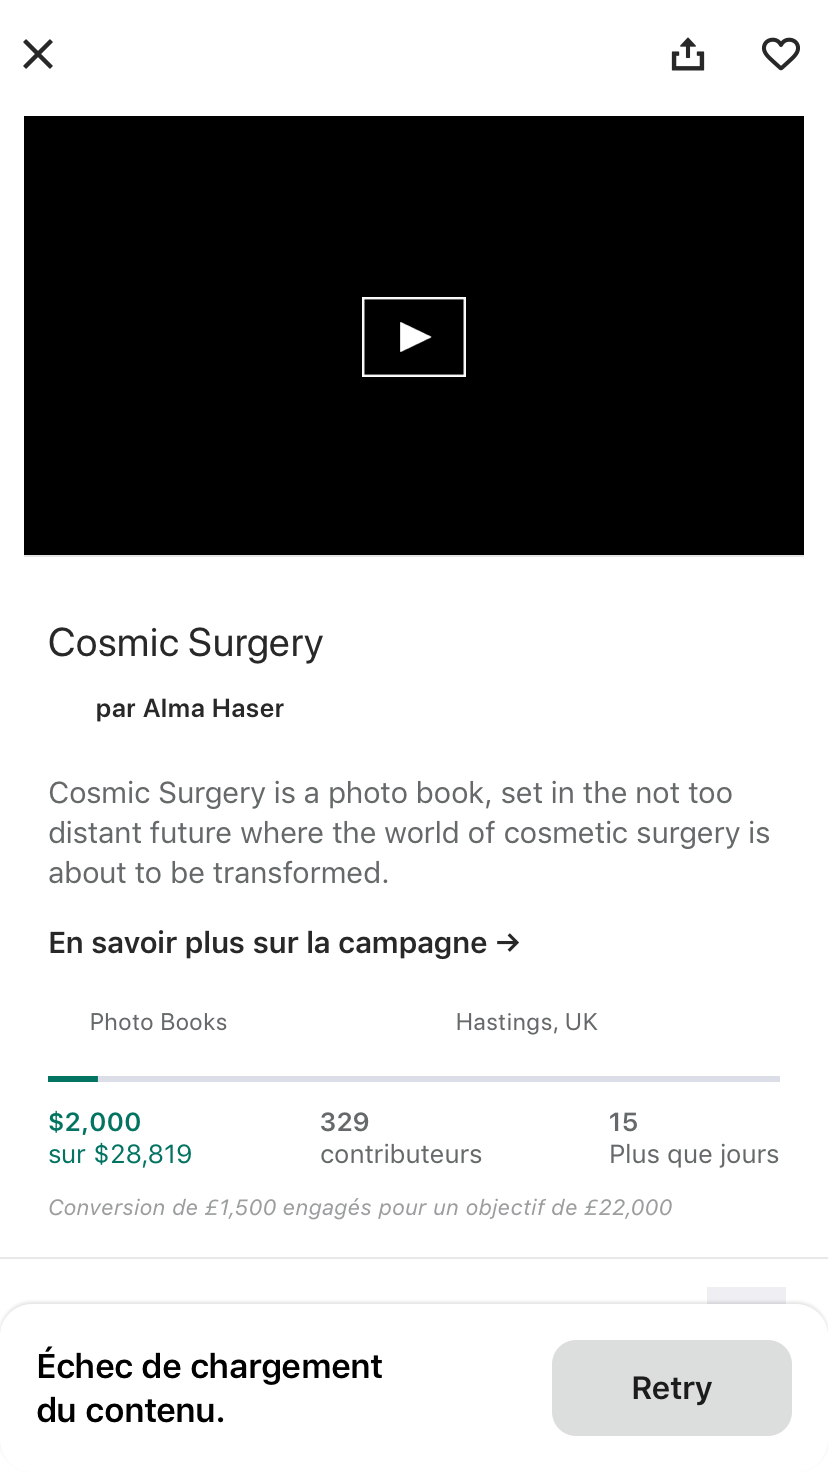 Cosmic Surgery
par Alma Haser
Cosmic Surgery is a photo book, set in the not too
distant future where the world of cosmetic surgery is
about to be transformed.
En savoir plus sur la campagne →
Photo Books
Hastings, UK
$2,000
sur $28,819
329
contributeurs
15
Plus que jours
Conversion de £1,500 engagés pour un objectif de £22,000
Échec de chargement
du contenu.
Retry